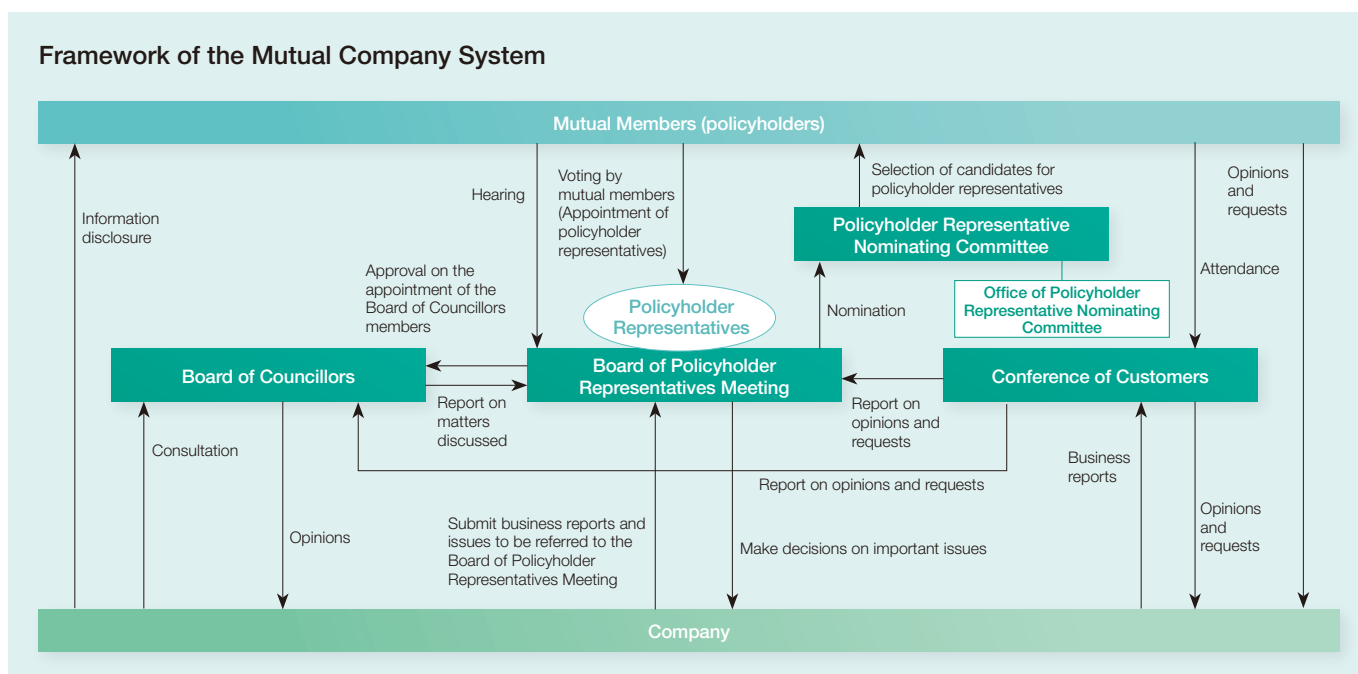 Framework of the Mutual Company System
Mutual Members (policyholders)
Information
disclosure
Hearing
Voting by
mutual members
(Appointment of
policyholder
representatives)
Selection of candidates for
policyholder representatives
Opinions
and
requests
Policyholder Representative
Nominating Committee
Attendance
Approval on the
appointment of the
Board of Councillors
members
Policyholder
Representatives
Nomination
Office of Policyholder
Representative Nominating
Committee
Board of Councillors
Board of Policyholder
Representatives Meeting
Conference of Customers
Report on
matters
discussed
Report on
opinions and
requests
Consultation
Business
reports
Report on opinions and requests
Opinions
Submit business reports and
issues to be referred to the
Board of Policyholder
Representatives Meeting
Make decisions on important issues
Opinions
and
requests
Company